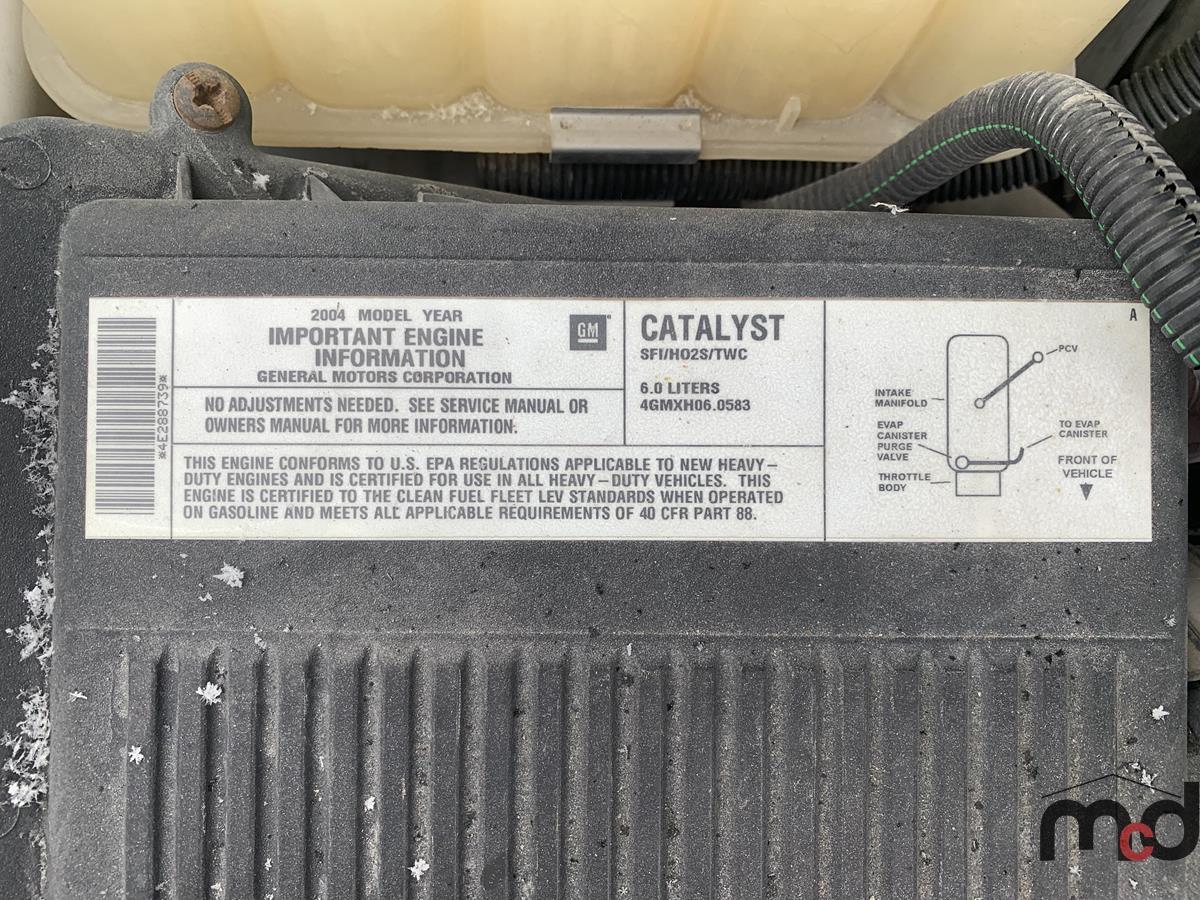 *4E288739*
2004 MODEL YEAR
IMPORTANT ENGINE
INFORMATION
GENERAL MOTORS CORPORATION
GM
NO ADJUSTMENTS NEEDED. SEE SERVICE MANUAL OR
OWNERS MANUAL FOR MORE INFORMATION.
CATALYST
SFI/HO2S/TWC
6.0 LITERS
4GMXH06.0583
THIS ENGINE CONFORMS TO U.S. EPA REGULATIONS APPLICABLE TO NEW HEAVY-
DUTY ENGINES AND IS CERTIFIED FOR USE IN ALL HEAVY-DUTY VEHICLES. THIS
ENGINE IS CERTIFIED TO THE CLEAN FUEL FLEET LEV STANDARDS WHEN OPERATED
ON GASOLINE AND MEETS ALL APPLICABLE REQUIREMENTS OF 40 CFR PART 88.
A
PCV
INTAKE
MANIFOLD
EVAP
CANISTER
PURGE
VALVE
THROTTLE
BODY
TO EVAP
CANISTER
FRONT OF
VEHICLE
mcd